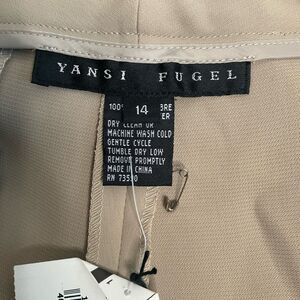 YANSI FUGEL
14
100%
DRY CLEAN OR
MACHINE WASH COLD
GENTLE CYCLE
TUMBLE DRY LOW
REMOVE PROMPTLY
MADE IN CHINA